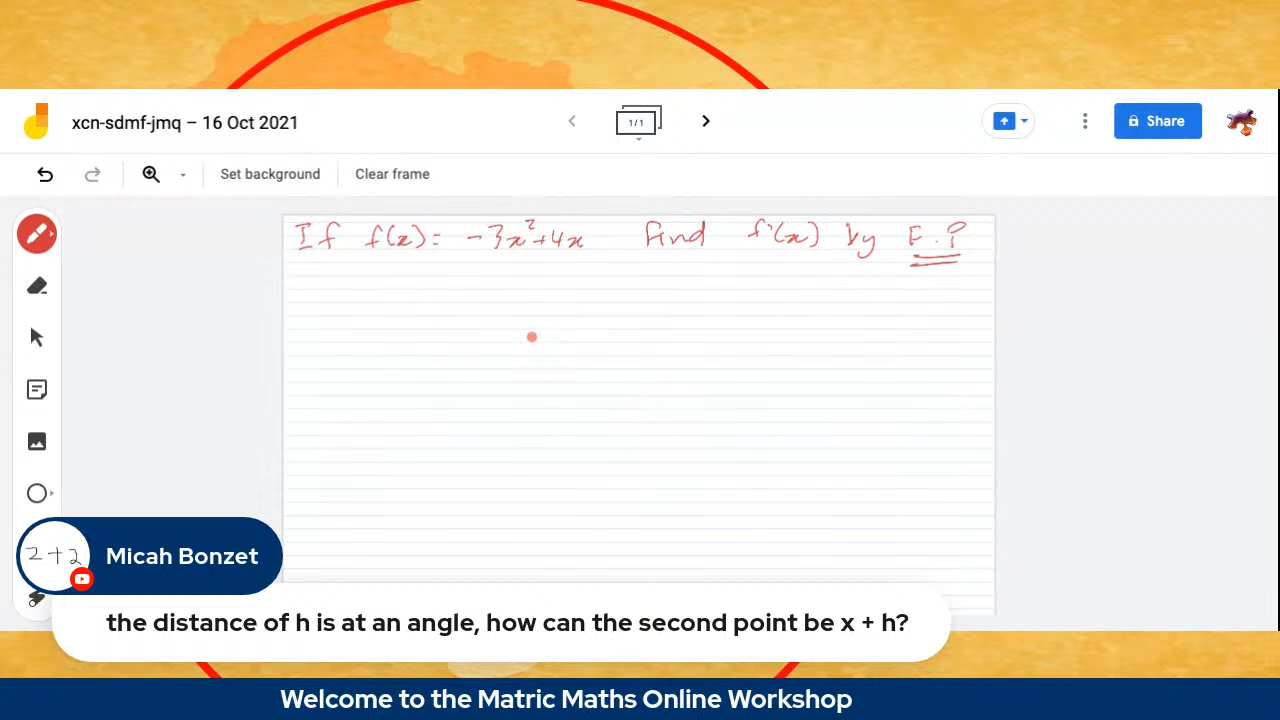 xcn-sdmf-jmq – 16 Oct 2021
1/1
Share
Set background
Clear frame
If f(x) = -3x²+4x find f'(x) by F.P
2+2
Micah Bonzet
the distance of h is at an angle, how can the second point be x + h?
Welcome to the Matric Maths Online Workshop